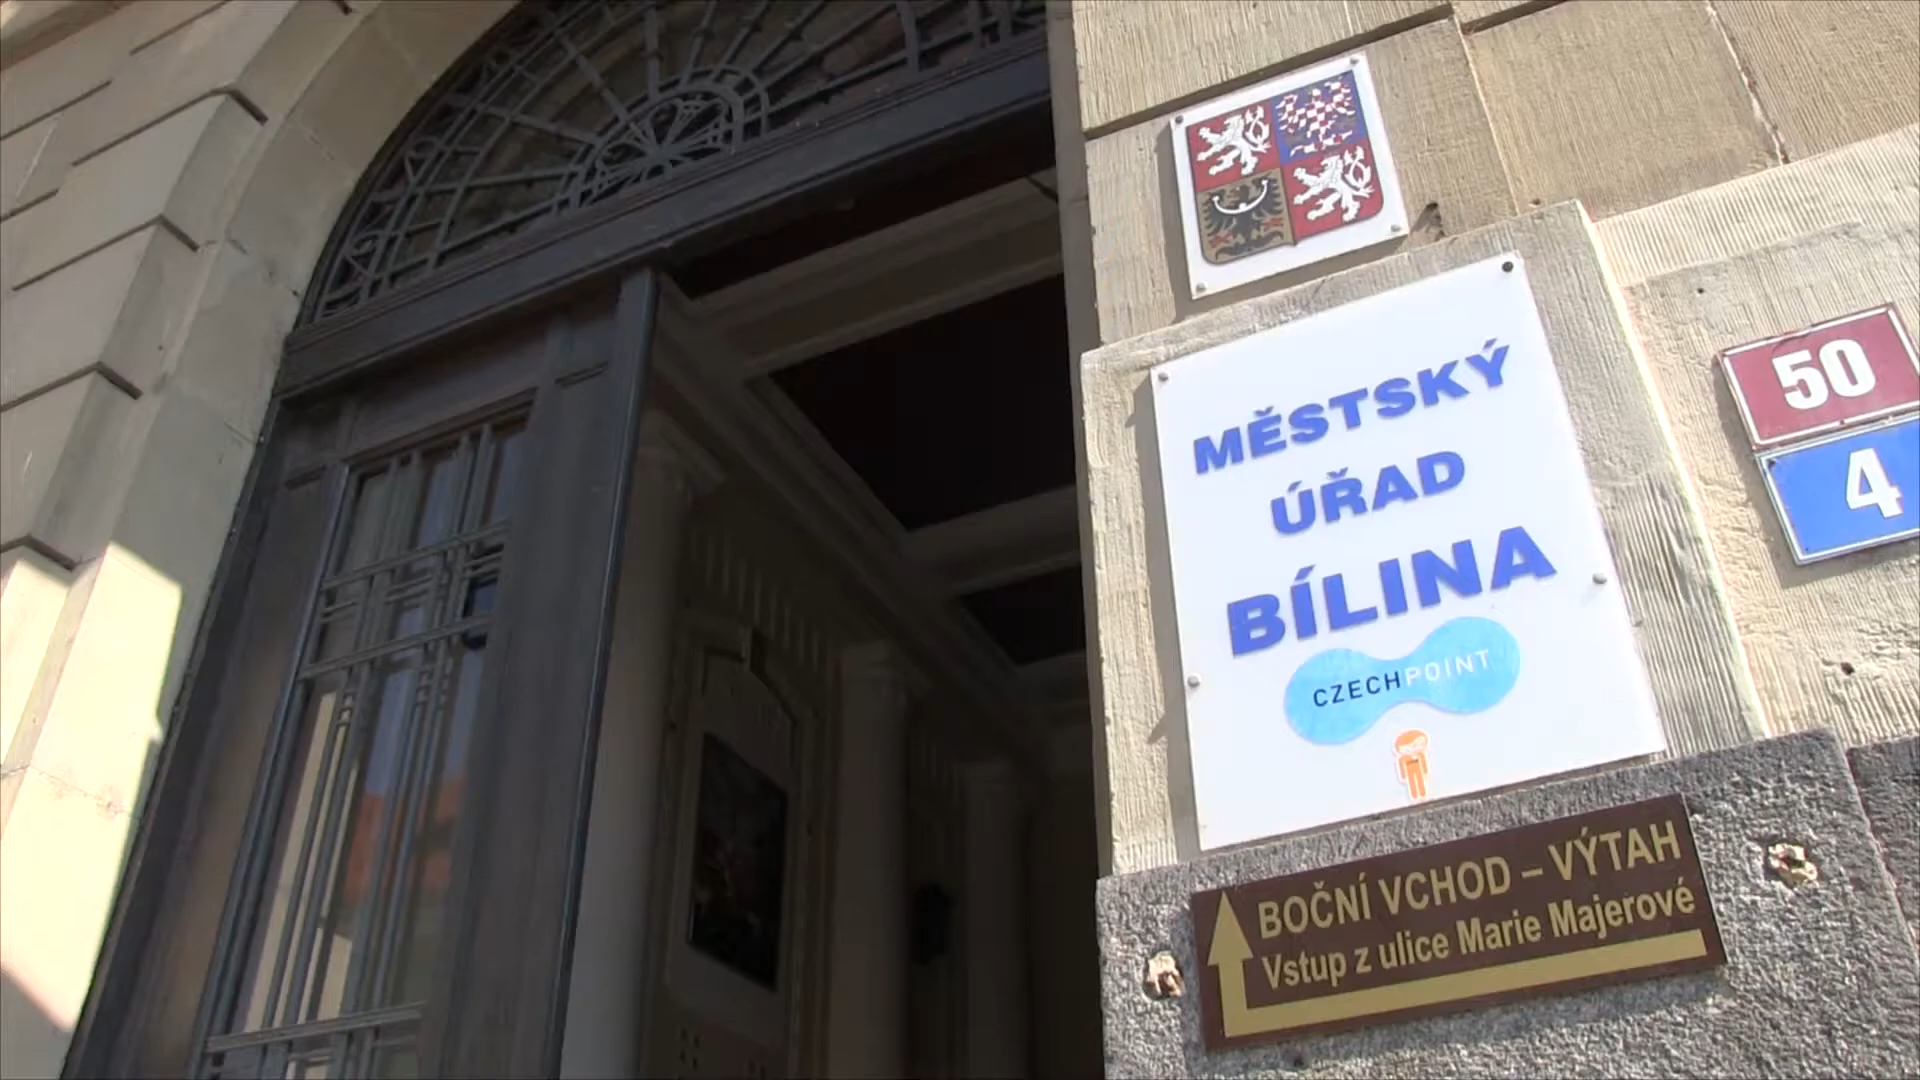 MĚSTSKÝ
ÚŘAD
BÍLINA
CZECHPOINT
50
4
BOČNÍ VCHOD – VÝTAH
Vstup z ulice Marie Majerové